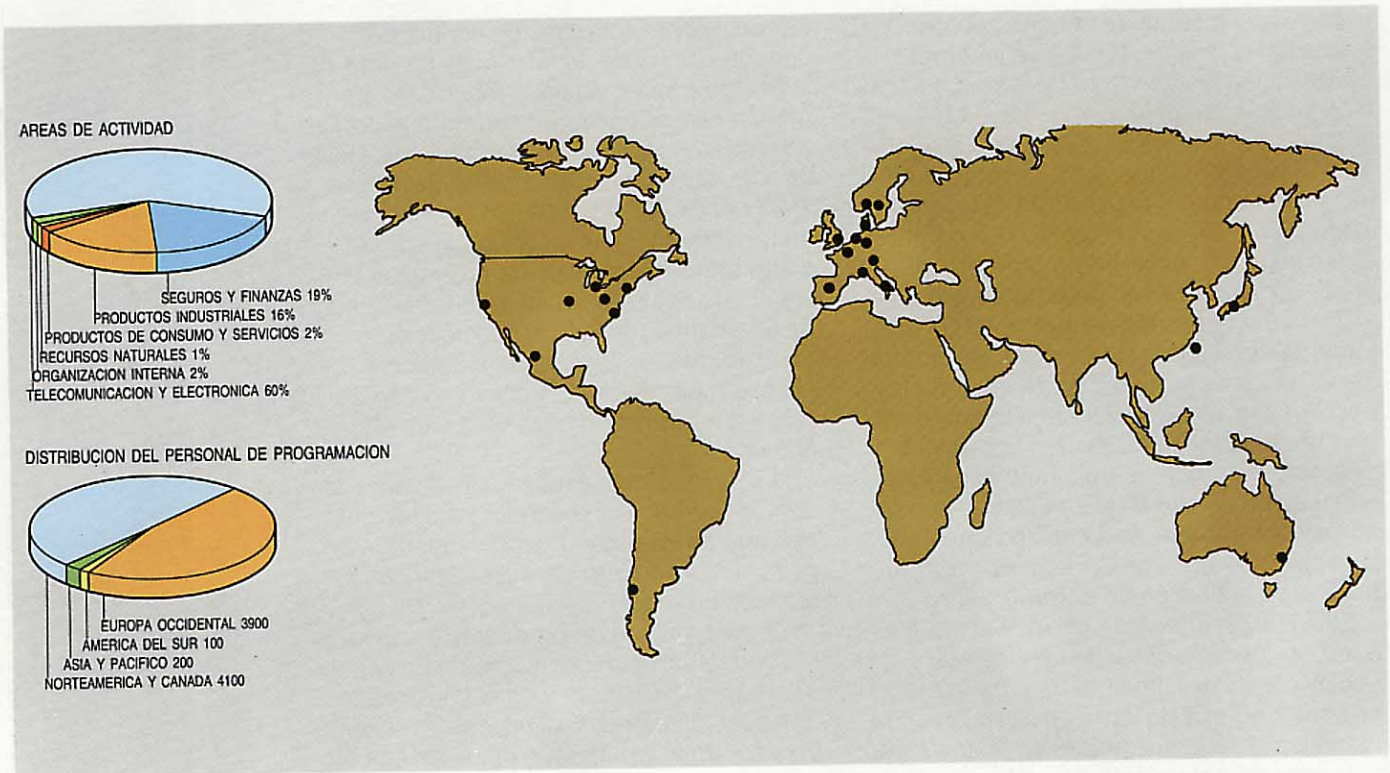 AREAS DE ACTIVIDAD
SEGUROS Y FINANZAS 19%
PRODUCTOS INDUSTRIALES 16%
PRODUCTOS DE CONSUMO Y SERVICIOS 2%
RECURSOS NATURALES 1%
ORGANIZACION INTERNA 2%
TELECOMUNICACION Y ELECTRONICA 60%
DISTRIBUCION DEL PERSONAL DE PROGRAMACION
EUROPA OCCIDENTAL 3900
AMERICA DEL SUR 100
ASIA Y PACIFICO 200
NORTEAMERICA Y CANADA 4100